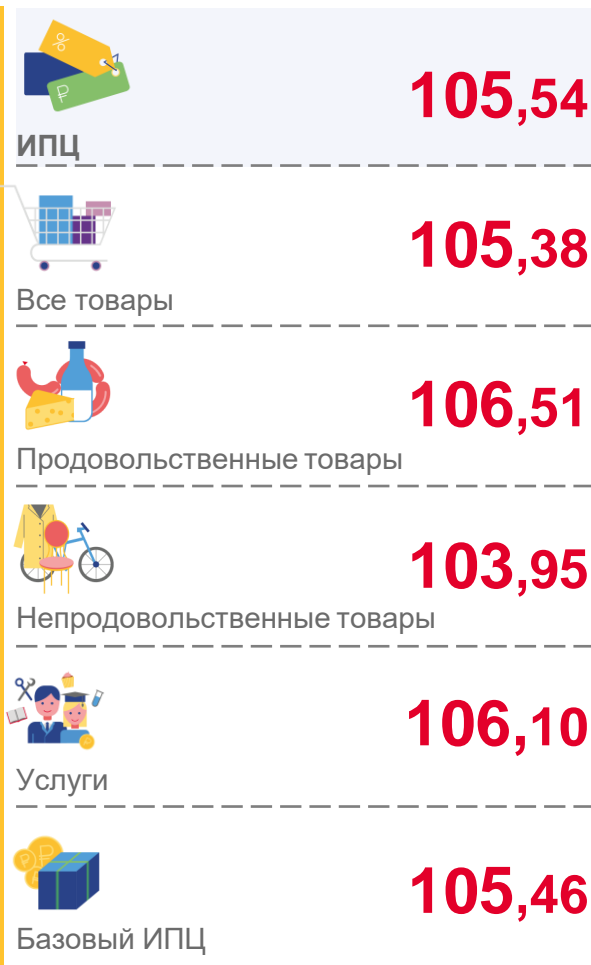 %
₽
105,54
ИПЦ
105,38
Все товары
106,51
Продовольственные товары
103,95
Непродовольственные товары
106,10
Услуги
105,46
Базовый ИПЦ